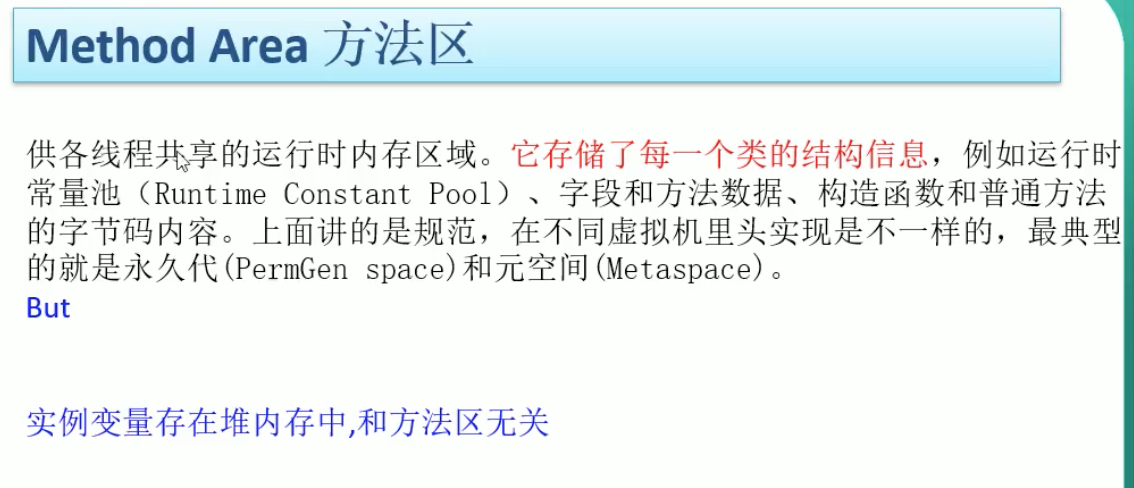 Method Area 方法区
供各线程共享的运行时内存区域。它存储了每一个类的结构信息，例如运行时
常量池（Runtime Constant Pool）、字段和方法数据、构造函数和普通方法
的字节码内容。上面讲的是规范，在不同虚拟机里头实现是不一样的，最典型
的就是永久代(PermGen space)和元空间(Metaspace)。
But
实例变量存在堆内存中,和方法区无关